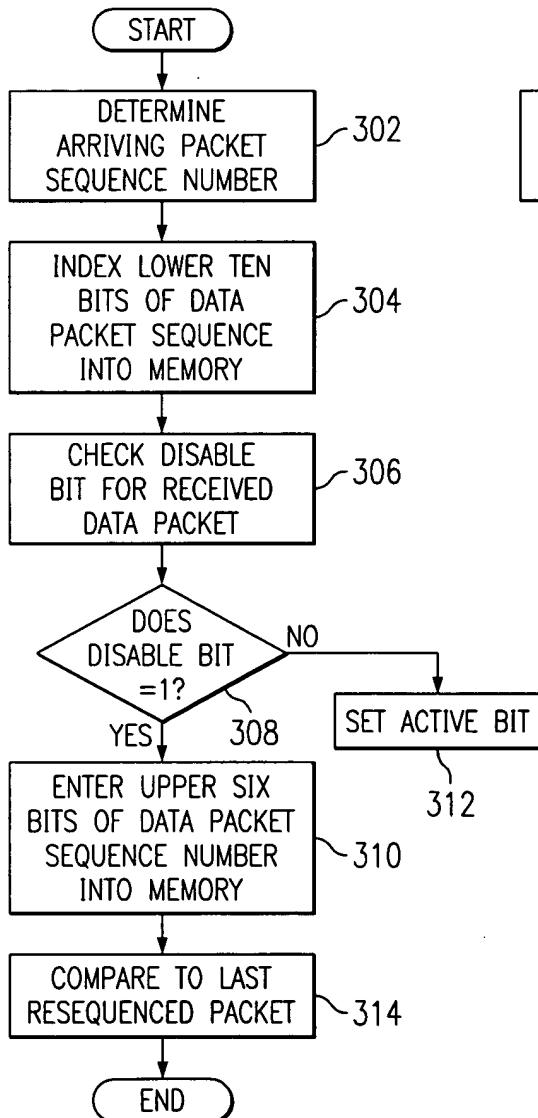 START
DETERMINE
ARRIVING PACKET
SEQUENCE NUMBER
302
INDEX LOWER TEN
BITS OF DATA
PACKET SEQUENCE
INTO MEMORY
304
CHECK DISABLE
BIT FOR RECEIVED
DATA PACKET
306
DOES
DISABLE BIT
=1?
NO
308
YES
SET ACTIVE BIT
312
ENTER UPPER SIX
BITS OF DATA PACKET
SEQUENCE NUMBER
INTO MEMORY
310
COMPARE TO LAST
RESEQUENCED PACKET
314
END